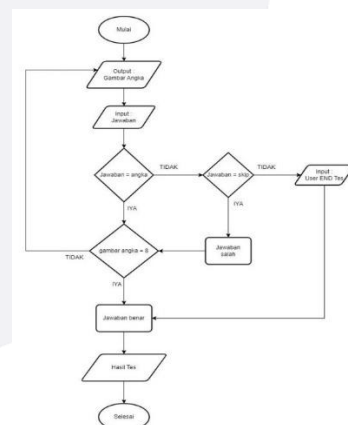 Mulai
Output :
Gambar Angka
Input :
Jawaban
Jawaban = angka
TIDAK
Jawaban = skip
TIDAK
Input :
User END Tes
IYA
IYA
gambar angka = 8
TIDAK
Jawaban
salah
IYA
Jawaban benar
Hasil Tes
Selesai